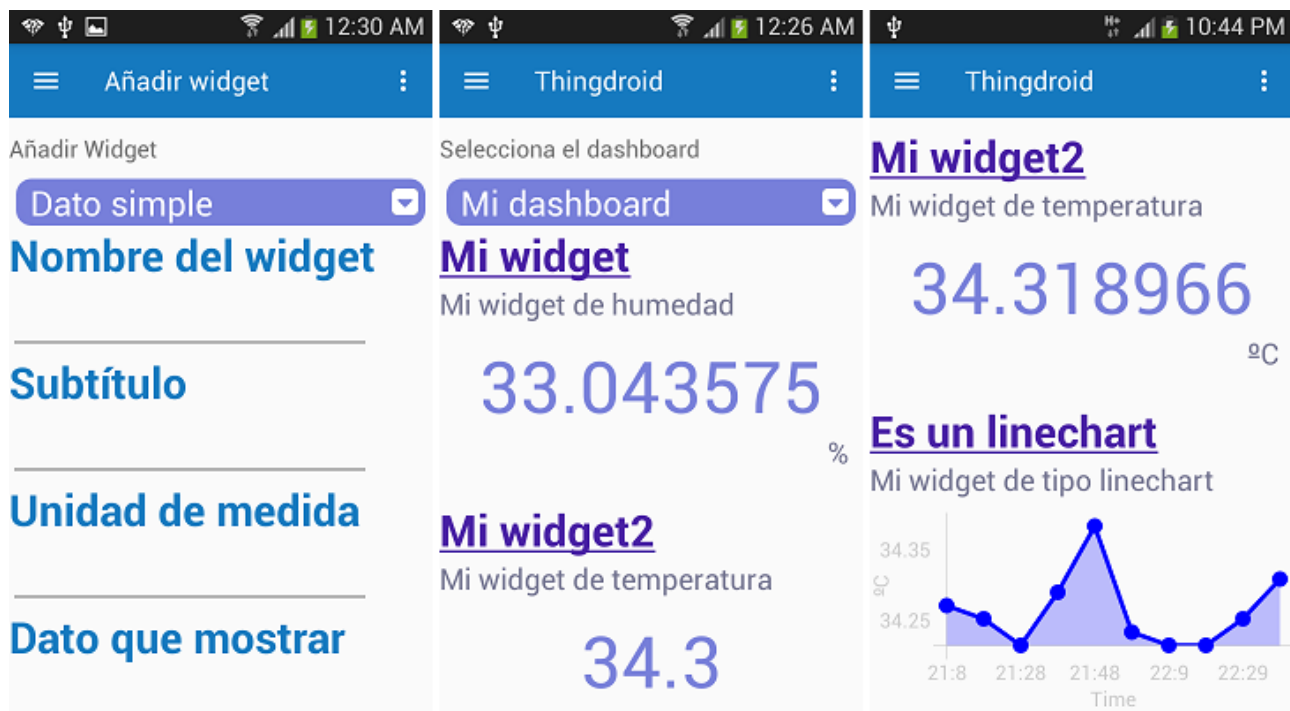 12:30 AM
Añadir widget
Añadir Widget
Dato simple
Nombre del widget
Subtítulo
Unidad de medida
Dato que mostrar
12:26 AM
Thingdroid
Selecciona el dashboard
Mi dashboard
Mi widget
Mi widget de humedad
33.043575
%
Mi widget2
Mi widget de temperatura
34.3
H+
10:44 PM
Thingdroid
Mi widget2
Mi widget de temperatura
34.318966
ºC
Es un linechart
Mi widget de tipo linechart
34.35
ºC
34.25
21:8 21:28 21:48 22:9 22:29
Time